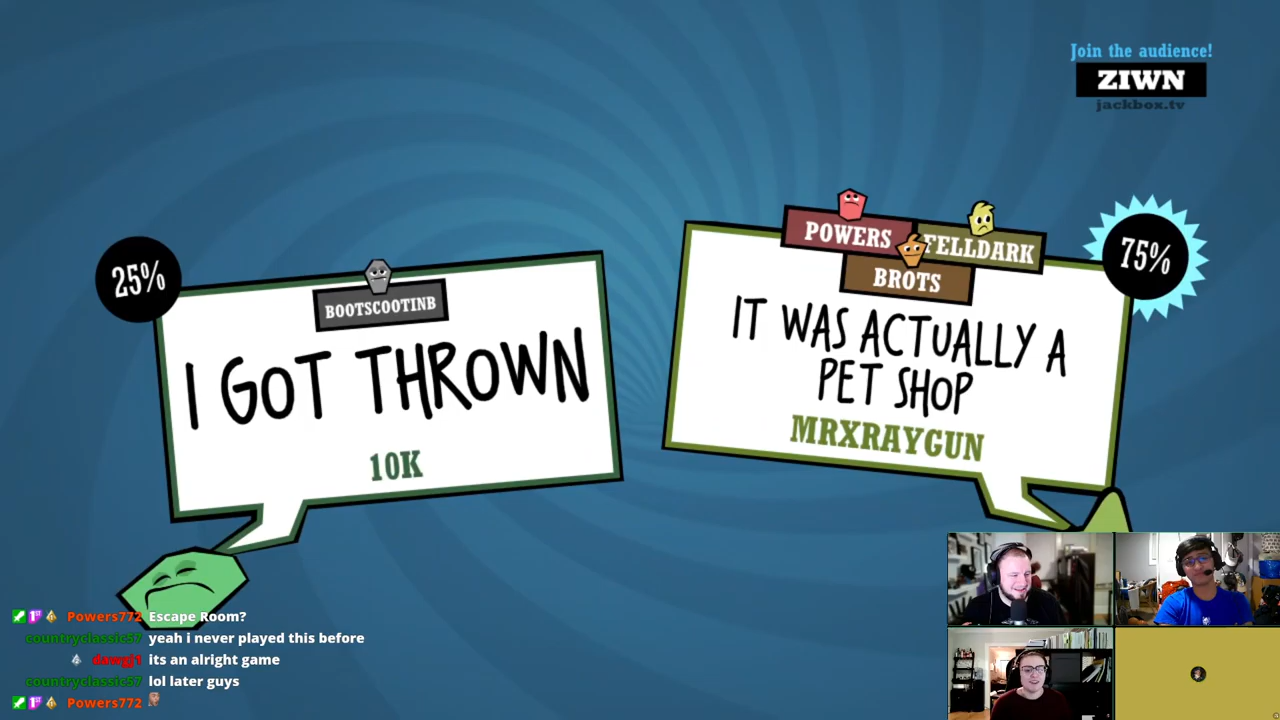 Join the audience!
ZIWN
jackbox.tv
25%
BOOTSCOOTINB
I GOT THROWN
10K
POWERS
FELLDARK
BROTS
75%
IT WAS ACTUALLY A
PET SHOP
MRXRAYGUN
Powers772 Escape Room?
countryclassic57 yeah i never played this before
dawgj1 its an alright game
countryclassic57 lol later guys
Powers772